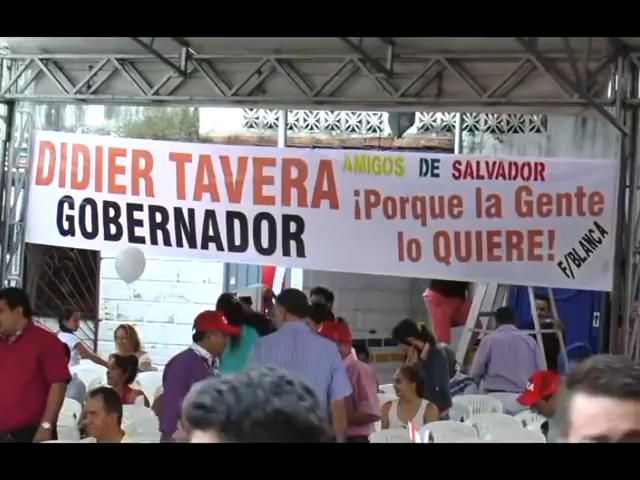 DIDIER TAVERA
GOBERNADOR
AMIGOS DE SALVADOR
¡Porque la Gente
lo QUIERE!
F/BLANCA